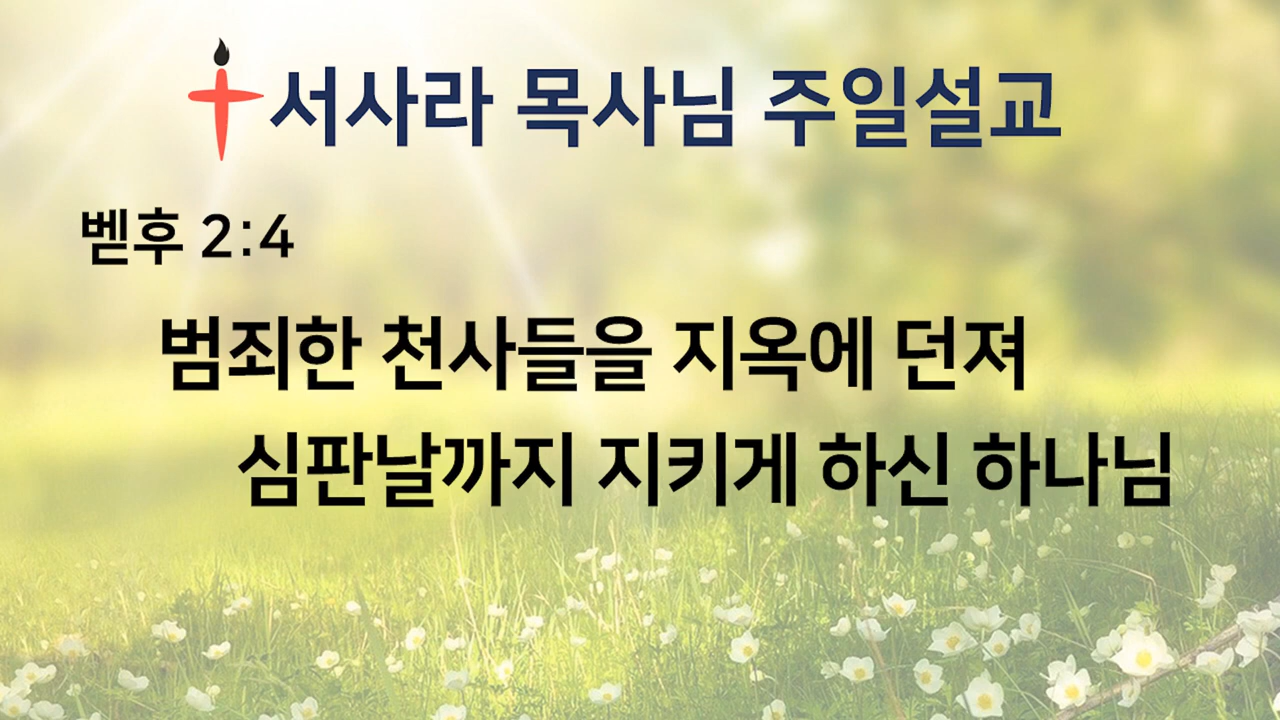 서사라 목사님 주일설교
벧후 2:4
범죄한 천사들을 지옥에 던져
심판날까지 지키게 하신 하나님